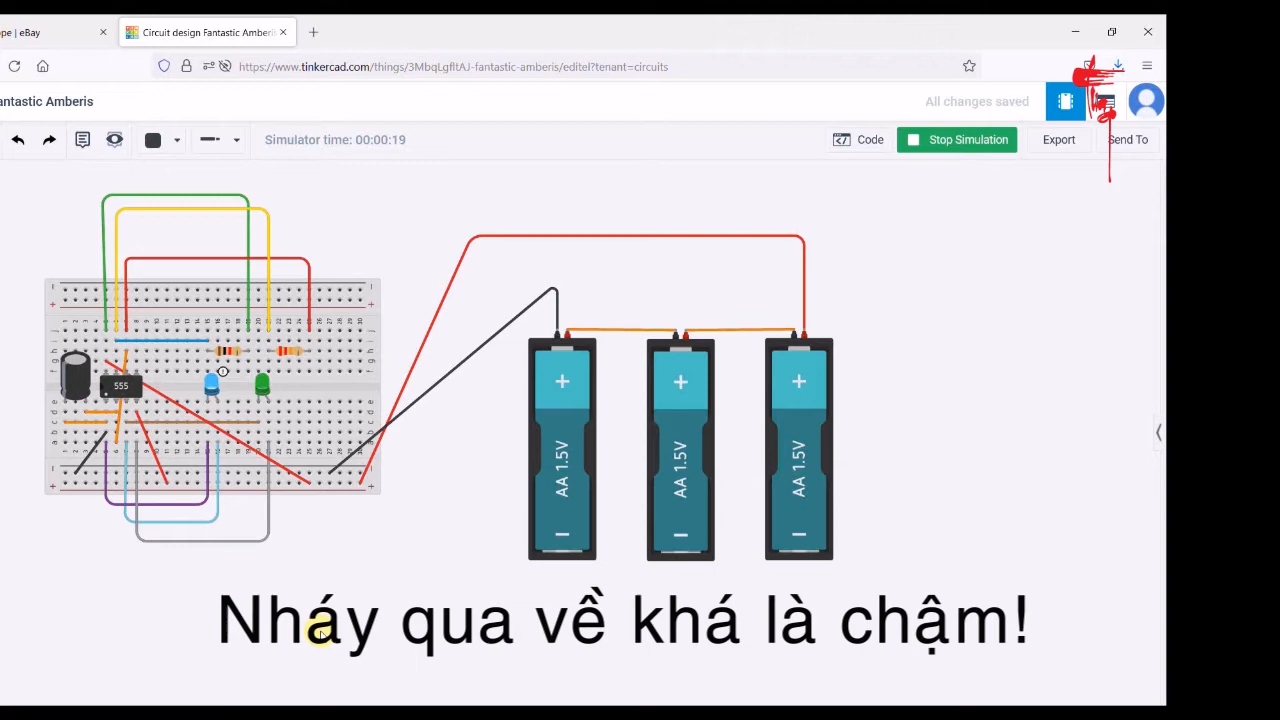 ope | eBay
Circuit design Fantastic Amberis
https://www.tinkercad.com/things/3MbqLgfltAJ-fantastic-amberis/editel?tenant=circuits
antastic Amberis
All changes saved
Simulator time: 00:00:19
Code
Stop Simulation
Export
Send To
555
AA 1.5V
AA 1.5V
AA 1.5V
Nháy qua về khá là chậm!